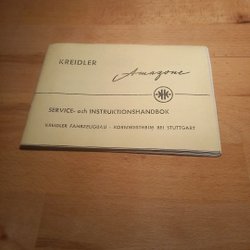 KREIDLER
Amazone
SERVICE- och INSTRUKTIONSHANDBOK
KREIDLER FAHRZEUGBAU - KORNWESTHEIM BEI STUTTGART